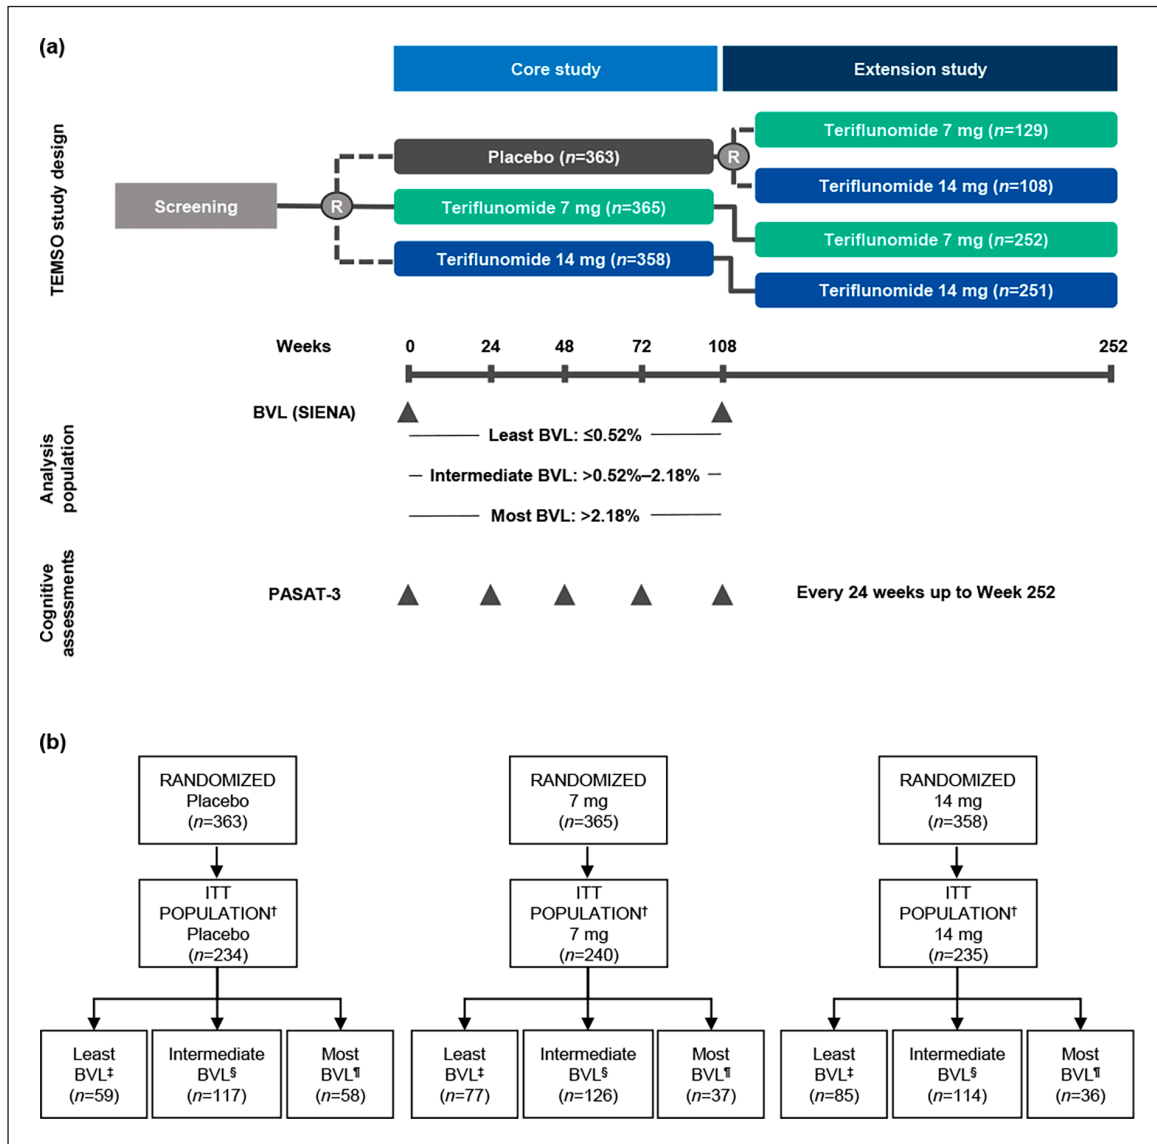 (a)
Core study
Extension study
TEMSO study design
Screening
R
Placebo (n=363)
Teriflunomide 7 mg (n=365)
Teriflunomide 14 mg (n=358)
R
Teriflunomide 7 mg (n=129)
Teriflunomide 14 mg (n=108)
Teriflunomide 7 mg (n=252)
Teriflunomide 14 mg (n=251)
Weeks
0 24 48 72 108 252
Analysis
population
BVL (SIENA)
Least BVL: ≤0.52%
Intermediate BVL: >0.52%–2.18%
Most BVL: >2.18%
Cognitive
assessments
PASAT-3
Every 24 weeks up to Week 252
(b)
RANDOMIZED
Placebo
(n=363)
ITT
POPULATION†
Placebo
(n=234)
Least
BVL‡
(n=59)
Intermediate
BVL§
(n=117)
Most
BVL¶
(n=58)
RANDOMIZED
7 mg
(n=365)
ITT
POPULATION†
7 mg
(n=240)
Least
BVL‡
(n=77)
Intermediate
BVL§
(n=126)
Most
BVL¶
(n=37)
RANDOMIZED
14 mg
(n=358)
ITT
POPULATION†
14 mg
(n=235)
Least
BVL‡
(n=85)
Intermediate
BVL§
(n=114)
Most
BVL¶
(n=36)